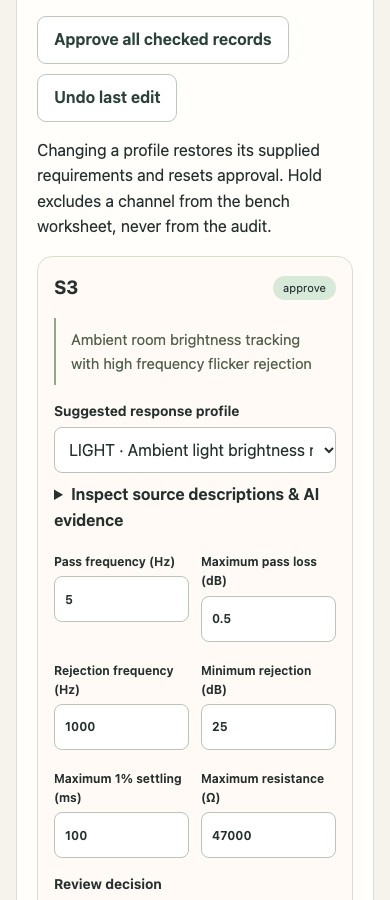 Approve all checked records
Undo last edit
Changing a profile restores its supplied
requirements and resets approval. Hold
excludes a channel from the bench
worksheet, never from the audit.
S3
approve
Ambient room brightness tracking
with high frequency flicker rejection
Suggested response profile
LIGHT · Ambient light brightness
Inspect source descriptions & AI
evidence
Pass frequency (Hz)
Maximum pass loss
(dB)
5
0.5
Rejection frequency
(Hz)
Minimum rejection
(dB)
1000
25
Maximum 1% settling
(ms)
Maximum resistance
(Ω)
100
47000
Review decision